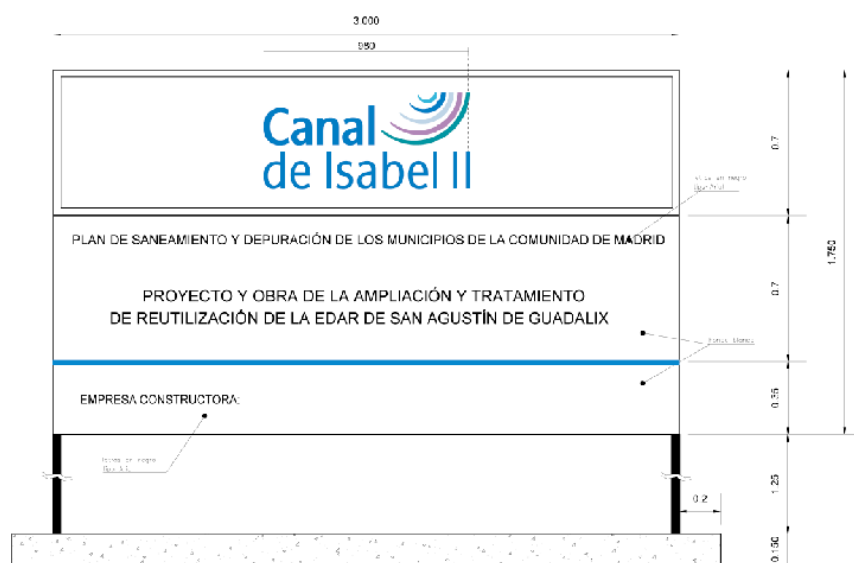 3.000
980
Canal
de Isabel II
0.7
PLAN DE SANEAMIENTO Y DEPURACIÓN DE LOS MUNICIPIOS DE LA COMUNIDAD DE MADRID
1.750
0.7
PROYECTO Y OBRA DE LA AMPLIACIÓN Y TRATAMIENTO
DE REUTILIZACIÓN DE LA EDAR DE SAN AGUSTÍN DE GUADALIX
0.35
EMPRESA CONSTRUCTORA:
1.25
0.2
0.150